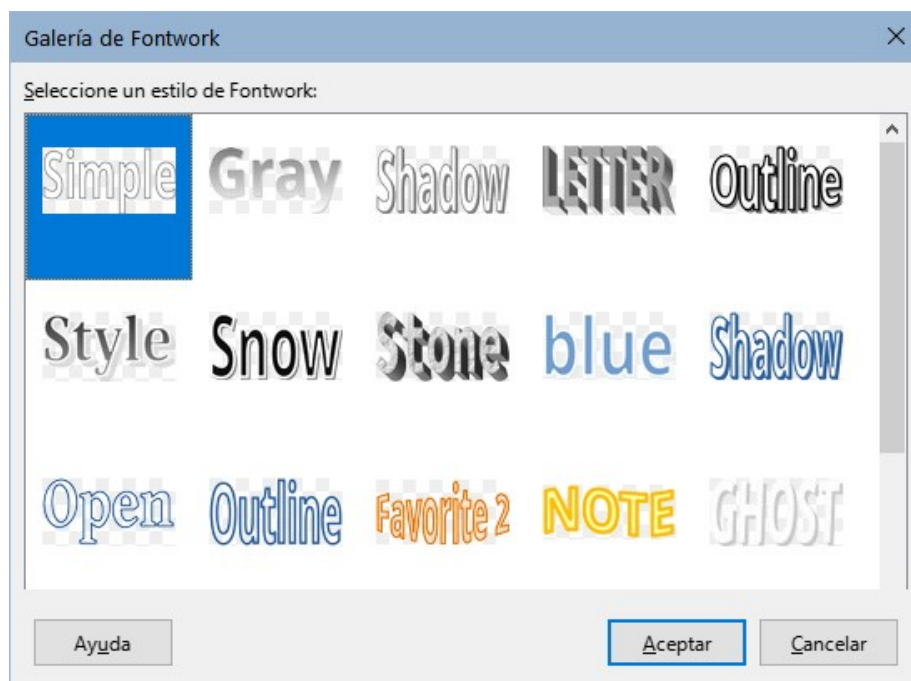 Galería de Fontwork
Seleccione un estilo de Fontwork:
Simple Gray Shadow LETTER Outline
Style Snow Stone blue Shadow
Open Outline Favorite 2 NOTE GHOST
Ayuda Aceptar Cancelar